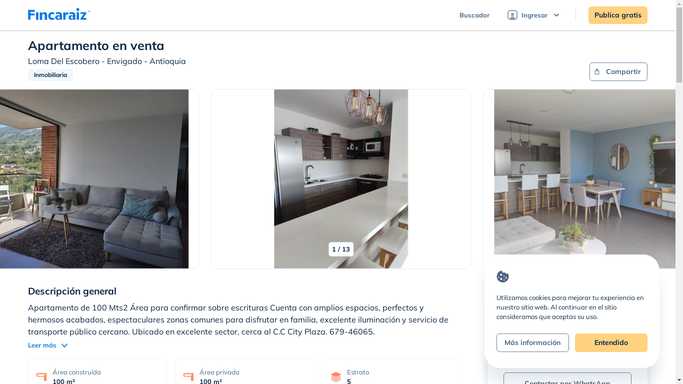 Fincaraiz
Buscador
Ingresar
Publica gratis
Apartamento en venta
Loma Del Escobero - Envigado - Antioquia
Inmobiliaria
Compartir
1 / 13
Descripción general
Apartamento de 100 Mts2 Área para confirmar sobre escrituras Cuenta con amplios espacios, perfectos y
hermosos acabados, espectaculares zonas comunes para disfrutar en familia, excelente iluminación y servicio de
transporte público cercano. Ubicado en excelente sector, cerca al C.C City Plaza. 679-46065.
Leer más
Área construida
100 m²
Área privada
100 m²
Estrato
5
Utilizamos cookies para mejorar tu experiencia en
nuestro sitio web. Al continuar en el sitio
consideramos que aceptas su uso.
Más información
Entendido
Contactar por WhatsApp